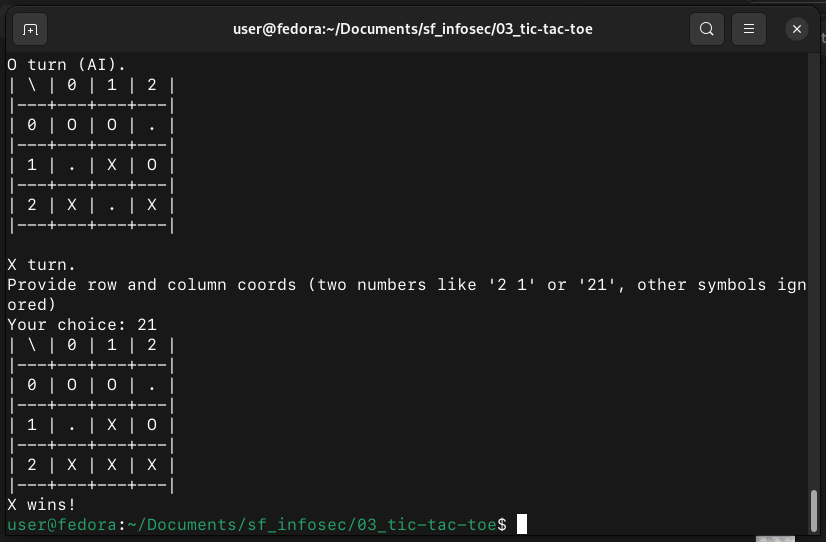 user@fedora:~/Documents/sf_infosec/03_tic-tac-toe
O turn (AI).
| \ | 0 | 1 | 2 |
|---+---+---+---|
| 0 | O | O | . |
|---+---+---+---|
| 1 | . | X | O |
|---+---+---+---|
| 2 | X | . | X |
|---+---+---+---|
X turn.
Provide row and column coords (two numbers like '2 1' or '21', other symbols ign
ored)
Your choice: 21
| \ | 0 | 1 | 2 |
|---+---+---+---|
| 0 | O | O | . |
|---+---+---+---|
| 1 | . | X | O |
|---+---+---+---|
| 2 | X | X | X |
|---+---+---+---|
X wins!
user@fedora:~/Documents/sf_infosec/03_tic-tac-toe$